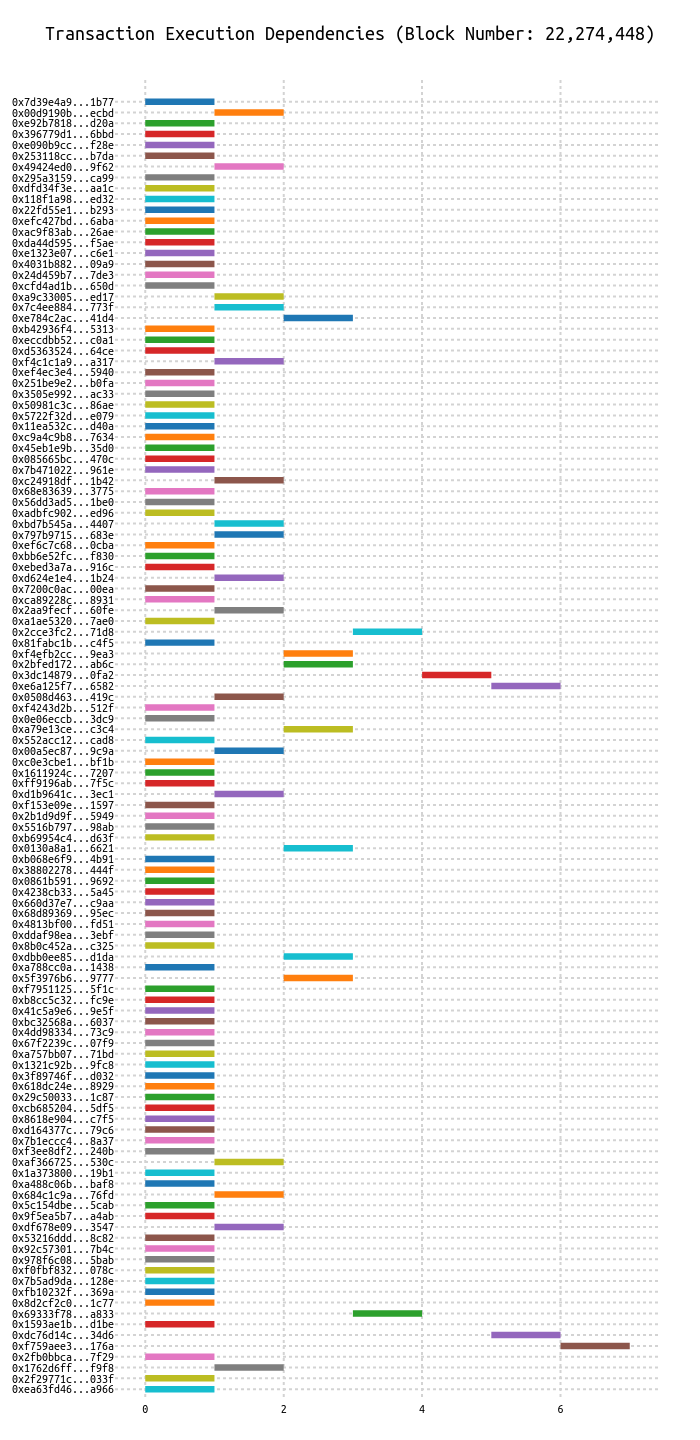 Transaction Execution Dependencies (Block Number: 22,274,448)
0x7d39e4a9...1b77
0x00d9190b...ecbd
0xe92b7818...d20a
0x396779d1...6bbd
0xe090b9cc...f28e
0x253118cc...b7da
0x49424ed0...9f62
0x295a3159...ca99
0xdfd34f3e...aa1c
0x118f1a98...ed32
0x22fd55e1...b293
0xefc427bd...6aba
0xac9f83ab...26ae
0xda44d595...f5ae
0xe1323e07...c6e1
0x4031b882...09a9
0x24d459b7...7de3
0xcfd4ad1b...650d
0xa9c33005...ed17
0x7c4ee884...773f
0xe784c2ac...41d4
0xb42936f4...5313
0xeccdbb52...c0a1
0xd5363524...64ce
0xf4c1c1a9...a317
0xef4ec3e4...5940
0x251be9e2...b0fa
0x3505e992...ac33
0x50981c3c...86ae
0x5722f32d...e079
0x11ea532c...d40a
0xc9a4c9b8...7634
0x45eb1e9b...35d0
0x085665bc...470c
0x7b471022...961e
0xc24918df...1b42
0x68e83639...3775
0x56dd3ad5...1be0
0xadbfc902...ed96
0xbd7b545a...4407
0x797b9715...683e
0xef6c7c68...0cba
0xbb6e52fc...f830
0xebed3a7a...916c
0xd624e1e4...1b24
0x7200c0ac...00ea
0xca89228c...8931
0x2aa9fecf...60fe
0xa1ae5320...7ae0
0x2cce3fc2...71d8
0x81fabc1b...c4f5
0xf4efb2cc...9ea3
0x2bfed172...ab6c
0x3dc14879...0fa2
0xe6a125f7...6582
0x0508d463...419c
0xf4243d2b...512f
0x0e06eccb...3dc9
0xa79e13ce...c3c4
0x552acc12...cad8
0x00a5ec87...9c9a
0xc0e3cbe1...bf1b
0x1611924c...7207
0xff9196ab...7f5c
0xd1b9641c...3ec1
0xf153e09e...1597
0x2b1d9d9f...5949
0x5516b797...98ab
0xb69954c4...d63f
0x0130a8a1...6621
0xb068e6f9...4b91
0x38802278...444f
0x0861b591...9692
0x4238cb33...5a45
0x660d37e7...c9aa
0x68d89369...95ec
0x4813bf00...fd51
0xddaf98ea...3ebf
0x8b0c452a...c325
0xdbb0ee85...d1da
0xa788cc0a...1438
0x5f3976b6...9777
0xf7951125...5f1c
0xb8cc5c32...fc9e
0x41c5a9e6...9e5f
0xbc32568a...6037
0x4dd98334...73c9
0x67f2239c...07f9
0xa757bb07...71bd
0x1321c92b...9fc8
0x3f89746f...d032
0x618dc24e...8929
0x29c50033...1c87
0xcb685204...5df5
0x8618e904...c7f5
0xd164377c...79c6
0x7b1eccc4...8a37
0xf3ee8df2...240b
0xaf366725...530c
0x1a373800...19b1
0xa488c06b...baf8
0x684c1c9a...76fd
0x5c154dbe...5cab
0x9f5ea5b7...a4ab
0xdf678e09...3547
0x53216ddd...8c82
0x92c57301...7b4c
0x978f6c08...5bab
0xf0fbf832...078c
0x7b5ad9da...128e
0xfb10232f...369a
0x8d2cf2c0...1c77
0x69333f78...a833
0x1593ae1b...d1be
0xdc76d14c...34d6
0xf759aee3...176a
0x2fb0bbca...7f29
0x1762d6ff...f9f8
0x2f29771c...033f
0xea63fd46...a966
0 2 4 6